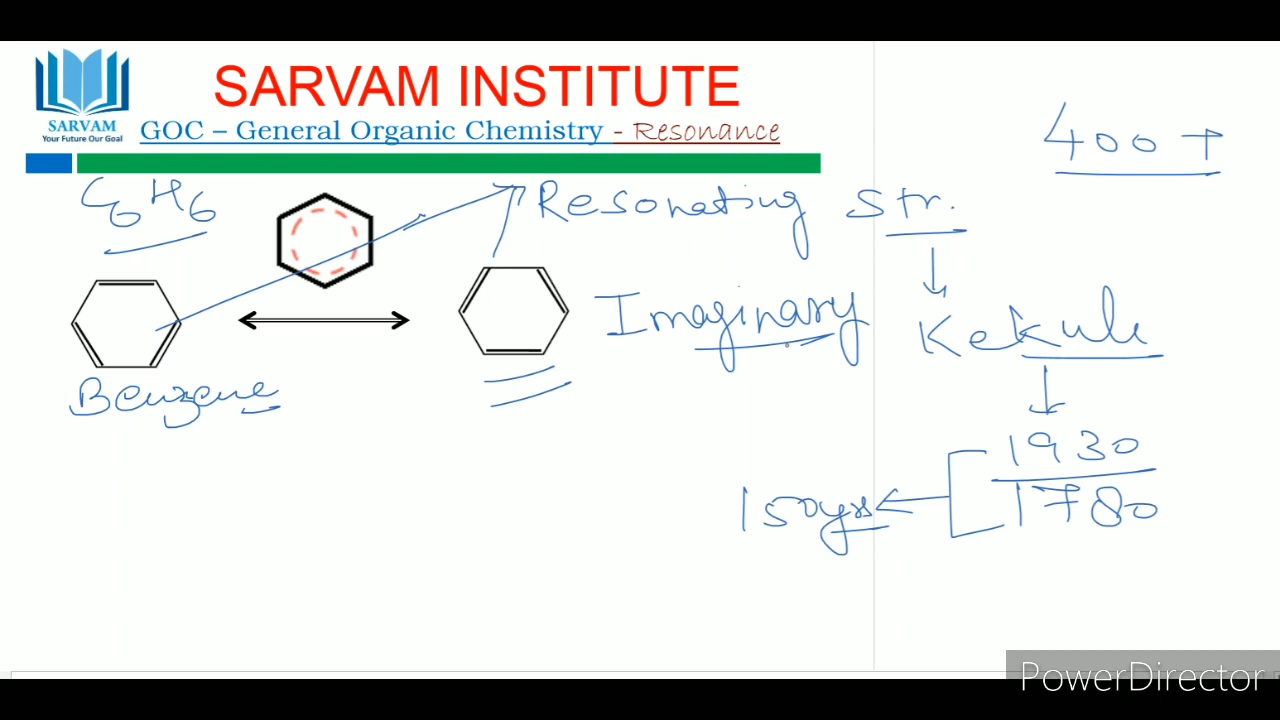 SARVAM INSTITUTE
SARVAM
Your Future Our Goal
GOC – General Organic Chemistry - Resonance
400+
C6H6
Resonating Str.
Imaginary
Kekule
Benzene
1930
1780
150yrs
PowerDirector